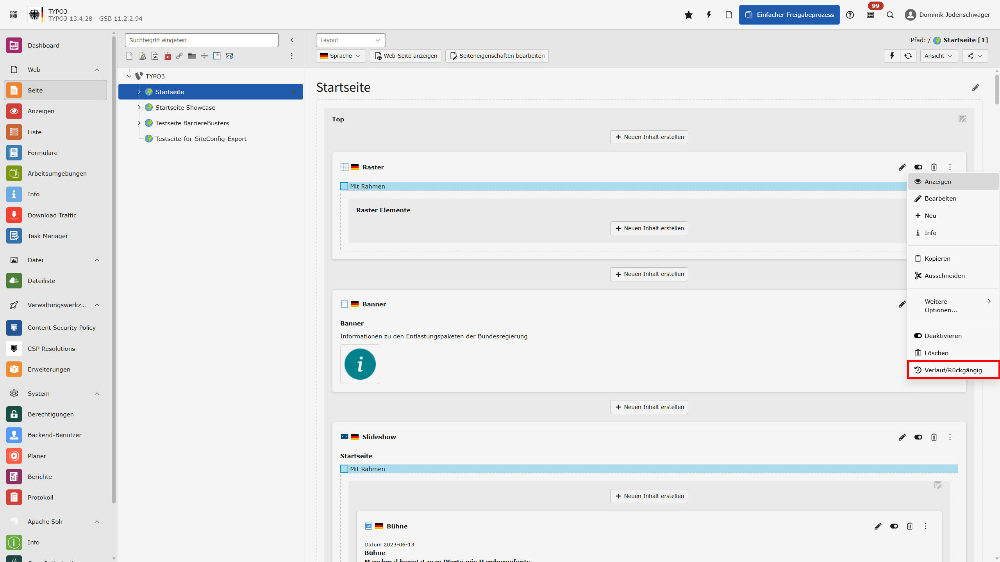 TYPO3
TYPO3 13.4.28 - GSB 11.2.2.94
Einfacher Freigabeprozess
99
Dominik Jodenschwager
Dashboard
Web
Seite
Anzeigen
Liste
Formulare
Arbeitsumgebungen
Info
Download Traffic
Task Manager
Datei
Dateiliste
Verwaltungswerkz...
Content Security Policy
CSP Resolutions
Erweiterungen
System
Berechtigungen
Backend-Benutzer
Planer
Berichte
Protokoll
Apache Solr
Info
Suchbegriff eingeben
TYPO3
Startseite
Startseite Showcase
Testseite BarriereBusters
Testseite-für-SiteConfig-Export
Layout
Pfad: / Startseite [1]
Sprache
Web-Seite anzeigen
Seiteneigenschaften bearbeiten
Ansicht
Startseite
Top
Neuen Inhalt erstellen
Raster
Mit Rahmen
Raster Elemente
Neuen Inhalt erstellen
Neuen Inhalt erstellen
Banner
Banner
Informationen zu den Entlastungspaketen der Bundesregierung
Neuen Inhalt erstellen
Slideshow
Startseite
Mit Rahmen
Neuen Inhalt erstellen
Bühne
Datum 2023-06-13
Bühne
Manchmal benutzt man Worte wie Hamburgefonts
Anzeigen
Bearbeiten
Neu
Info
Kopieren
Ausschneiden
Weitere
Optionen...
Deaktivieren
Löschen
Verlauf/Rückgängig